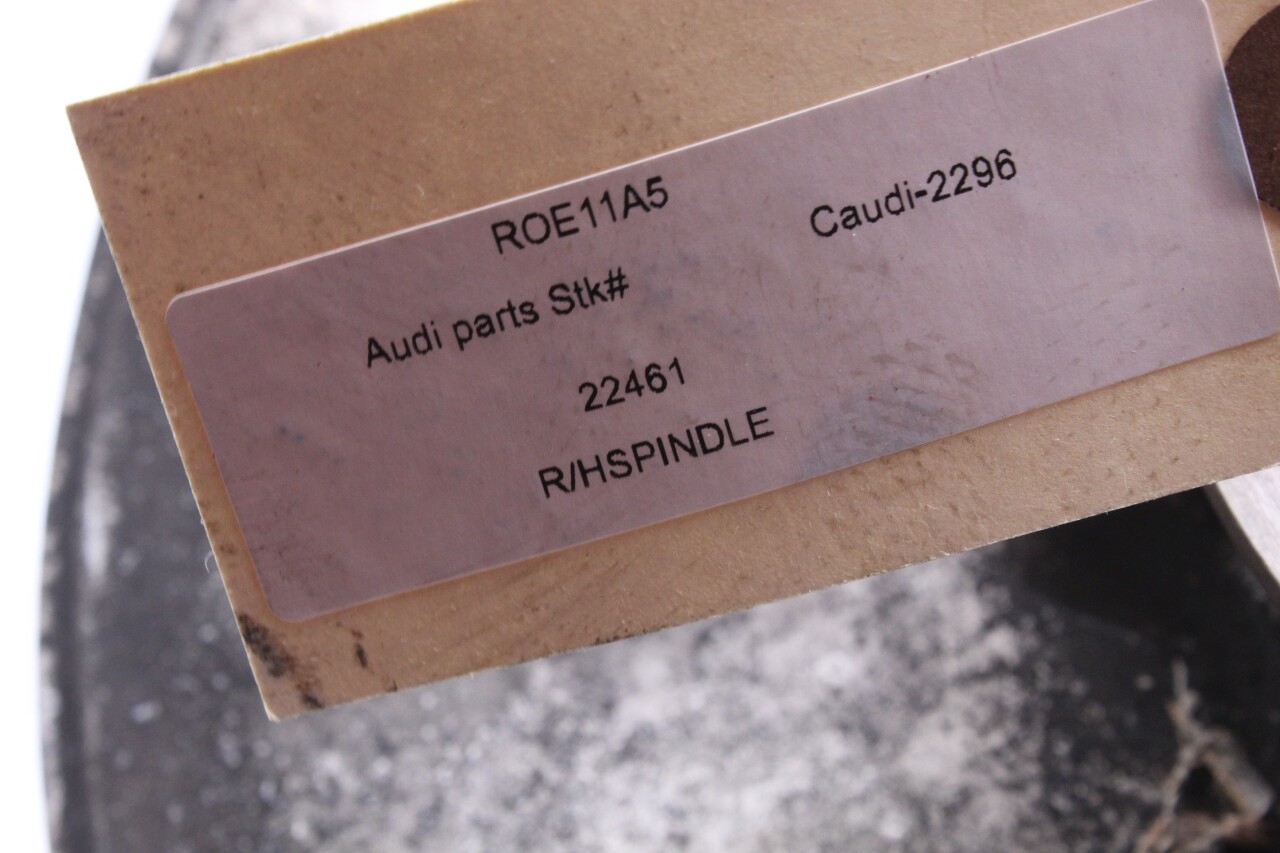 ROE11A5
Caudi-2296
Audi parts Stk#
22461
R/HSPINDLE